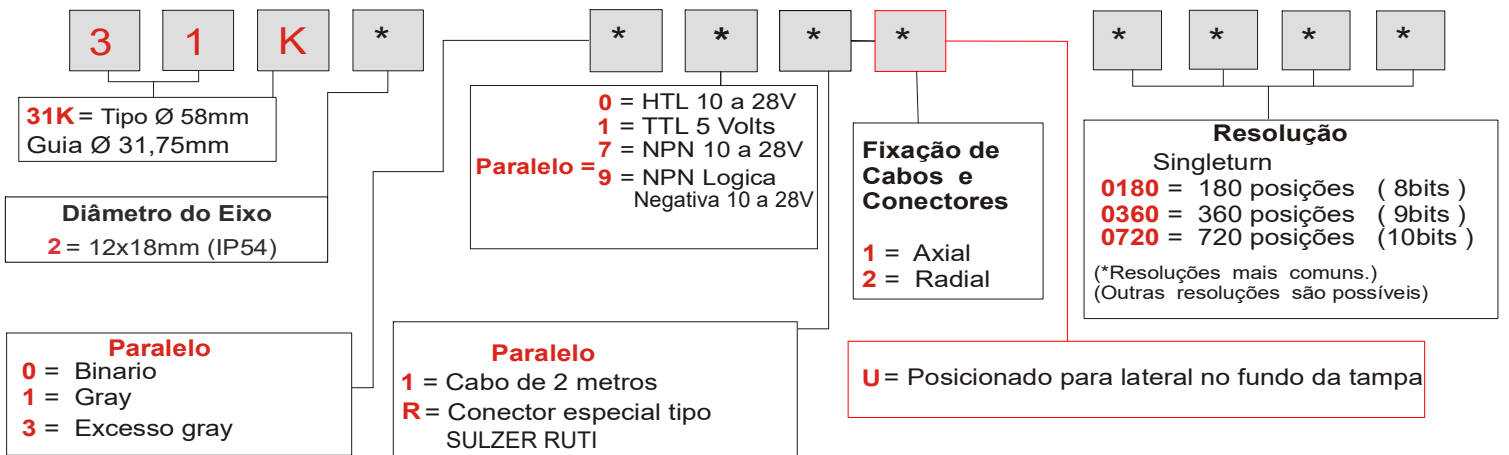 3 1 K * * * * * * * * *
31K = Tipo Ø 58mm
Guia Ø 31,75mm
Diâmetro do Eixo
2 = 12x18mm (IP54)
Paralelo
0 = Binario
1 = Gray
3 = Excesso gray
Paralelo =
0 = HTL 10 a 28V
1 = TTL 5 Volts
7 = NPN 10 a 28V
9 = NPN Logica
Negativa 10 a 28V
Paralelo
1 = Cabo de 2 metros
R = Conector especial tipo
SULZER RUTI
Fixação de
Cabos e
Conectores
1 = Axial
2 = Radial
U = Posicionado para lateral no fundo da tampa
Resolução
Singleturn
0180 = 180 posições ( 8bits )
0360 = 360 posições ( 9bits )
0720 = 720 posições (10bits )
(*Resoluções mais comuns.)
(Outras resoluções são possíveis)